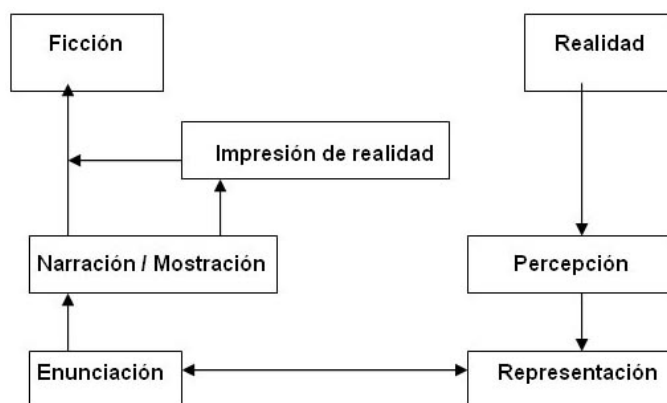 Ficción
Realidad
Impresión de realidad
Narración / Mostración
Percepción
Enunciación
Representación